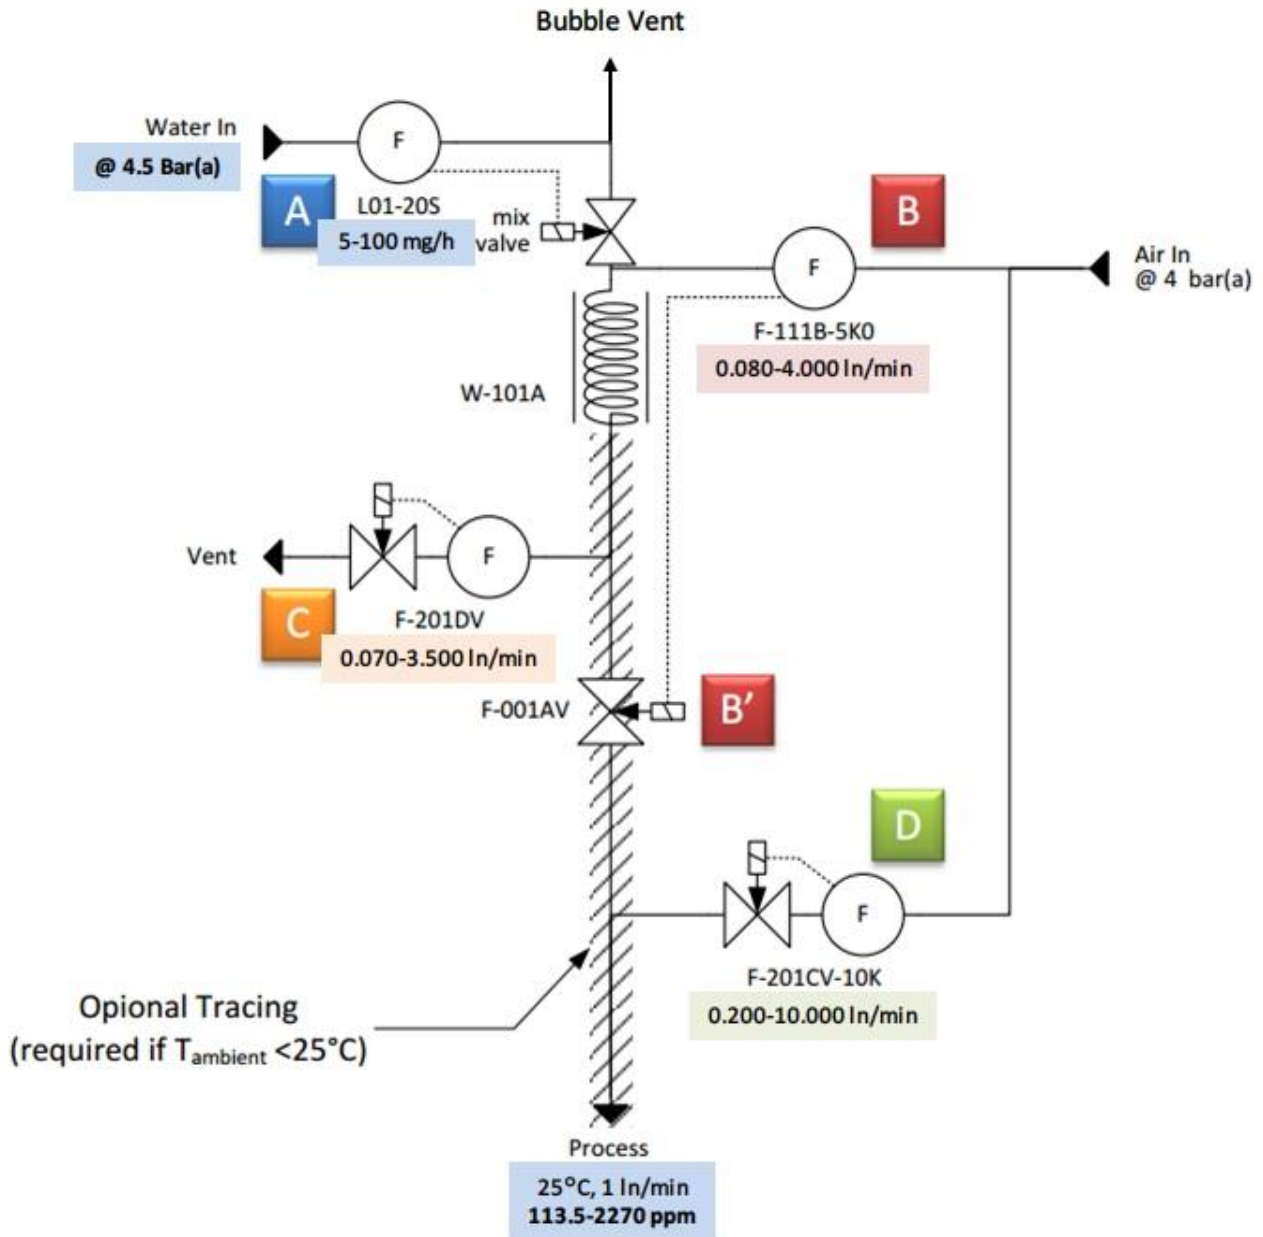 Bubble Vent
Water In
@ 4.5 Bar(a)
F
A
L01-20S
5-100 mg/h
mix
valve
B
F
Air In
@ 4 bar(a)
F-111B-5K0
0.080-4.000 ln/min
W-101A
Vent
F
C
F-201DV
0.070-3.500 ln/min
F-001AV
B’
D
F
F-201CV-10K
0.200-10.000 ln/min
Opional Tracing
(required if Tambient <25°C)
Process
25°C, 1 ln/min
113.5-2270 ppm